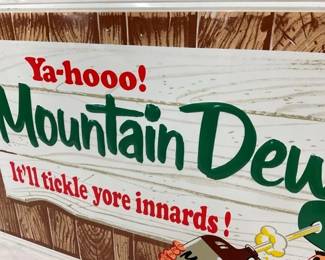 Ya-hooo!
Mountain Dew
It'll tickle yore innards!